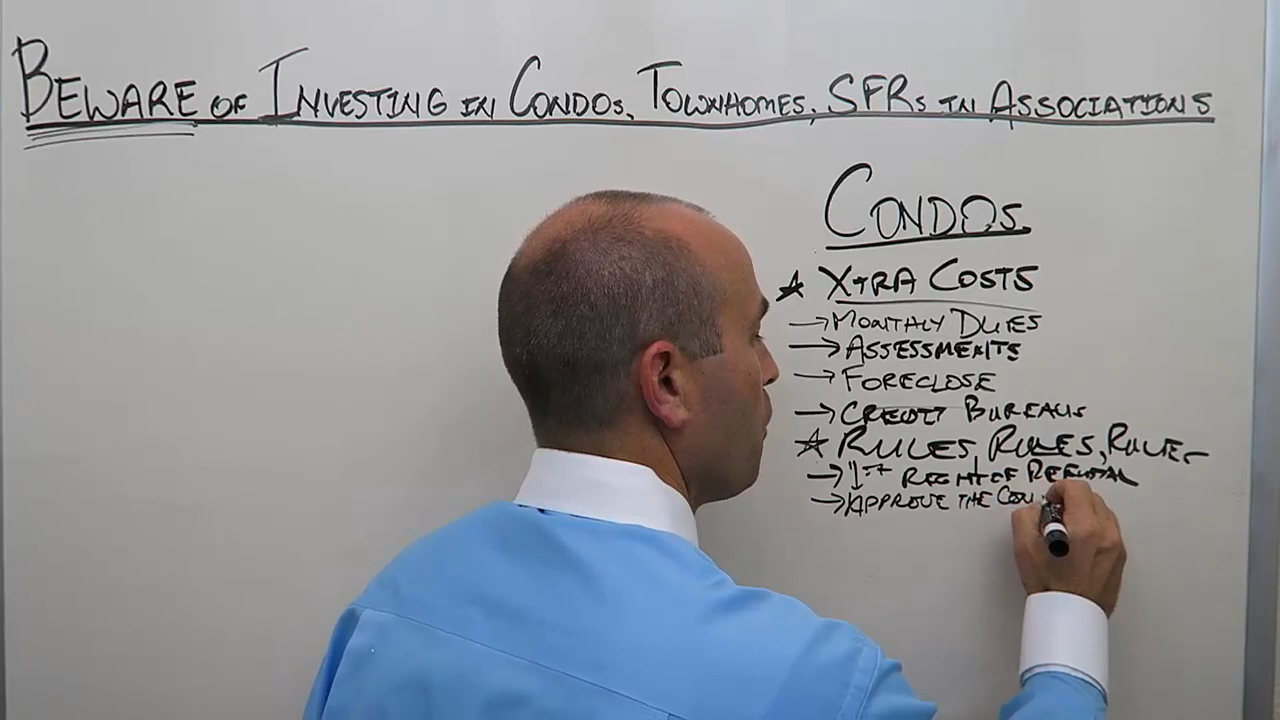 BEWARE OF INVESTING IN CONDOS, TOWNHOMES, SFRS IN ASSOCIATIONS
CONDOS
★ XTRA COSTS
→ MONTHLY DUES
→ ASSESSMENTS
→ FORECLOSE
→ CREDIT BUREAUS
★ RULES, RULES, RULES
→ 1ST RIGHT OF REFUSAL
→ APPROVE THE